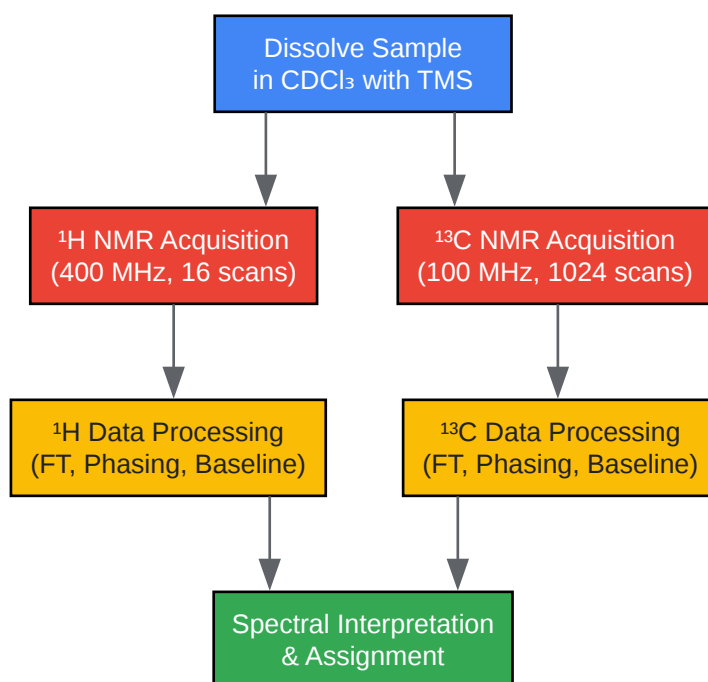 Dissolve Sample
in CDCl₃ with TMS
¹H NMR Acquisition
(400 MHz, 16 scans)
¹³C NMR Acquisition
(100 MHz, 1024 scans)
¹H Data Processing
(FT, Phasing, Baseline)
¹³C Data Processing
(FT, Phasing, Baseline)
Spectral Interpretation
& Assignment